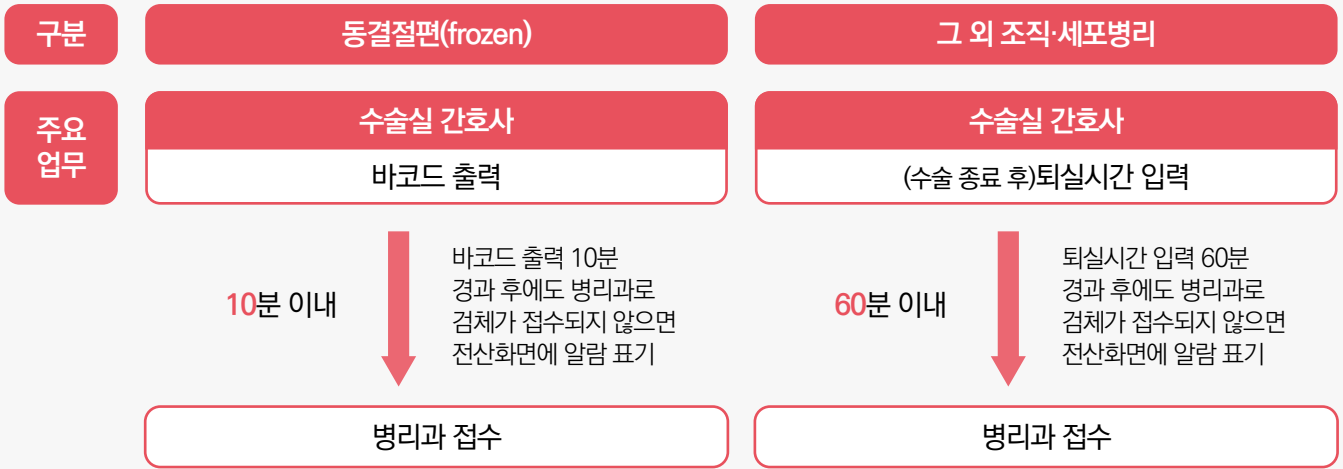 구분
동결절편(frozen)
그 외 조직·세포병리
주요
업무
수술실 간호사
바코드 출력
수술실 간호사
(수술 종료 후)퇴실시간 입력
10분 이내
바코드 출력 10분
경과 후에도 병리과로
검체가 접수되지 않으면
전산화면에 알람 표기
60분 이내
퇴실시간 입력 60분
경과 후에도 병리과로
검체가 접수되지 않으면
전산화면에 알람 표기
병리과 접수
병리과 접수